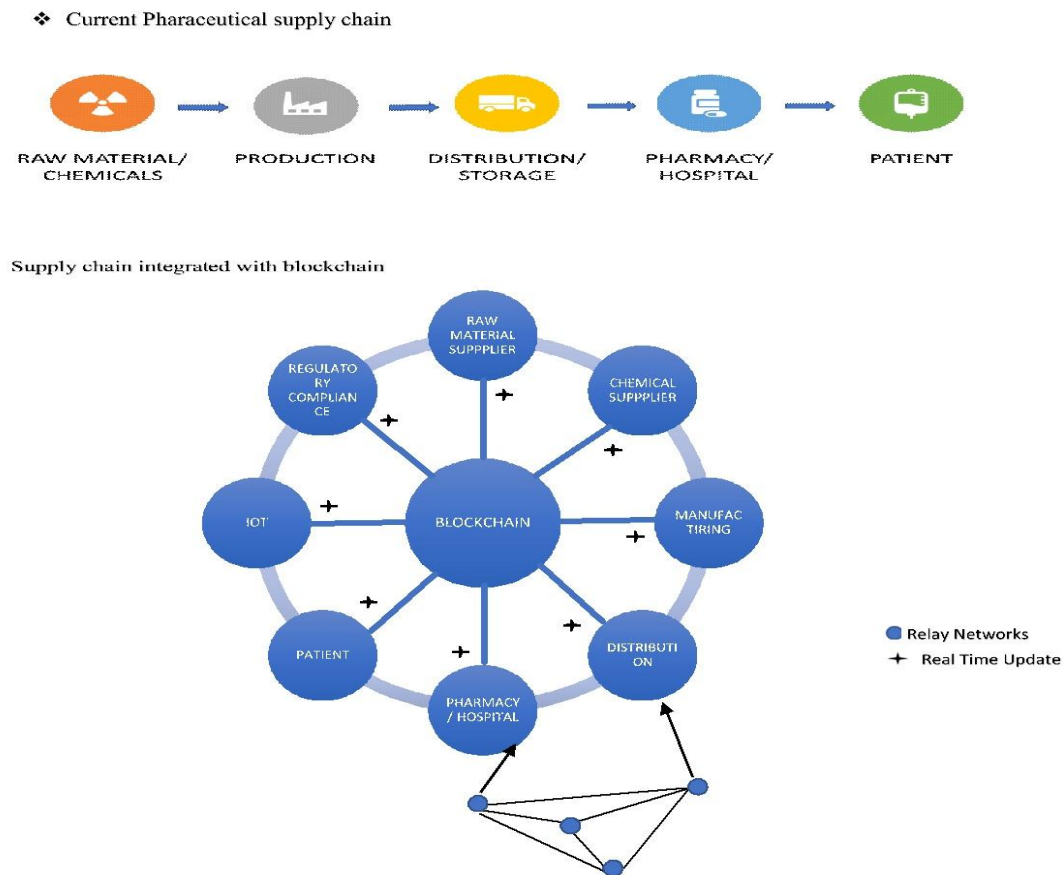 ❖ Current Pharaceutical supply chain
RAW MATERIAL/
CHEMICALS
PRODUCTION
DISTRIBUTION/
STORAGE
PHARMACY/
HOSPITAL
PATIENT
Supply chain integrated with blockchain
RAW
MATERIAL
SUPPPLIER
REGULATO
RY
COMPLIAN
CE
CHEMICAL
SUPPPLIER
IOT
BLOCKCHAIN
MANUFAC
TIRING
PATIENT
DISTRIBUTI
ON
PHARMACY
/ HOSPITAL
Relay Networks
Real Time Update